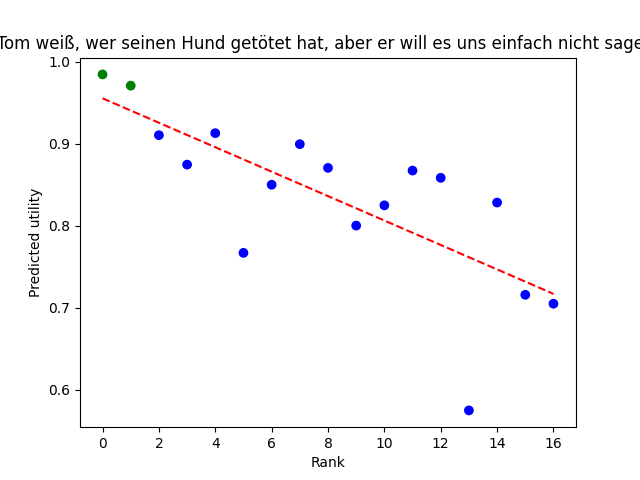 Tom weiß, wer seinen Hund getötet hat, aber er will es uns einfach nicht sage
1.0
0.9
0.8
0.7
0.6
Predicted utility
0 2 4 6 8 10 12 14 16
Rank